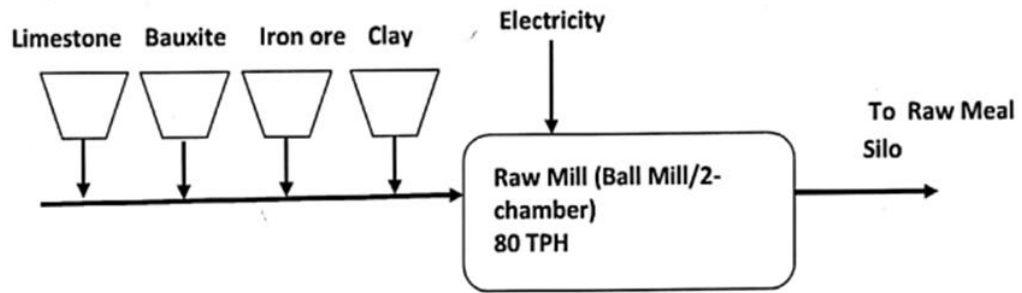 Electricity
Limestone Bauxite Iron ore Clay
To Raw Meal
Silo
Raw Mill (Ball Mill/2-
chamber)
80 TPH